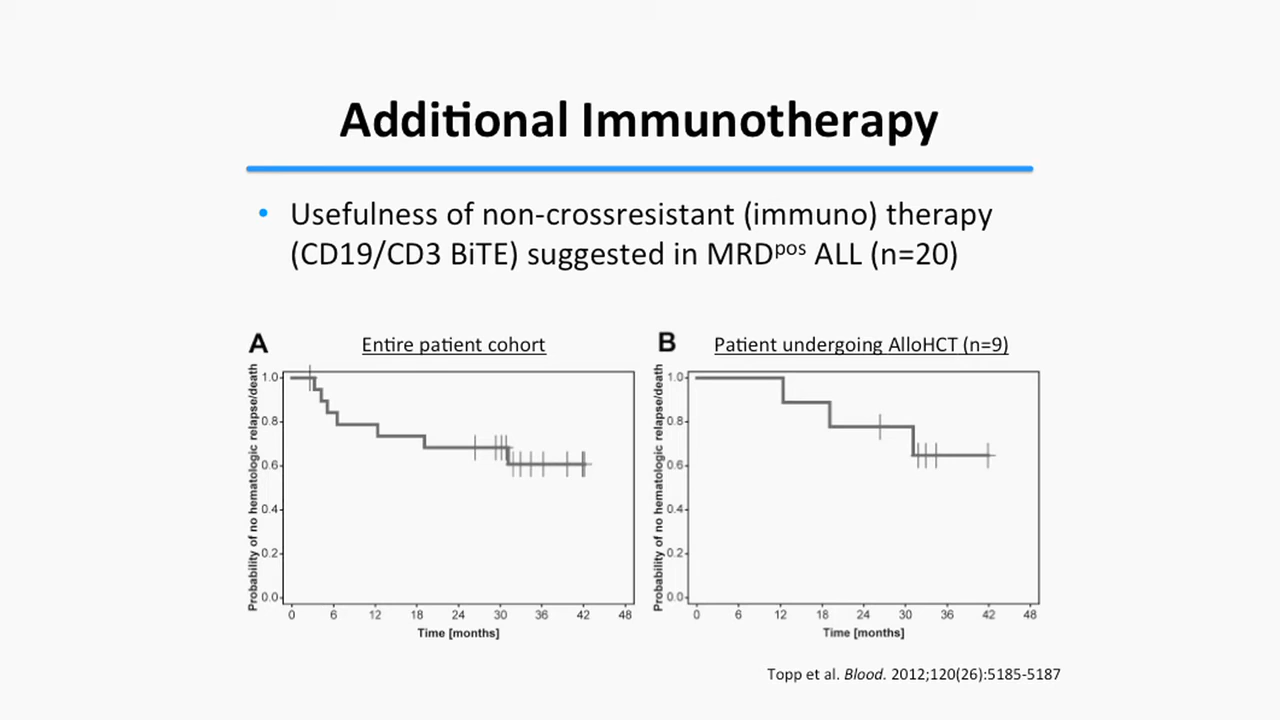 Additional Immunotherapy
• Usefulness of non-crossresistant (immuno) therapy
(CD19/CD3 BiTE) suggested in MRDpos ALL (n=20)
A
Entire patient cohort
Probability of no hematologic relapse/death
1.0
0.8
0.6
0.4
0.2
0.0
0 6 12 18 24 30 36 42 48
Time [months]
B
Patient undergoing AlloHCT (n=9)
Probability of no hematologic relapse/death
1.0
0.8
0.6
0.4
0.2
0.0
0 6 12 18 24 30 36 42 48
Time [months]
Topp et al. Blood. 2012;120(26):5185-5187